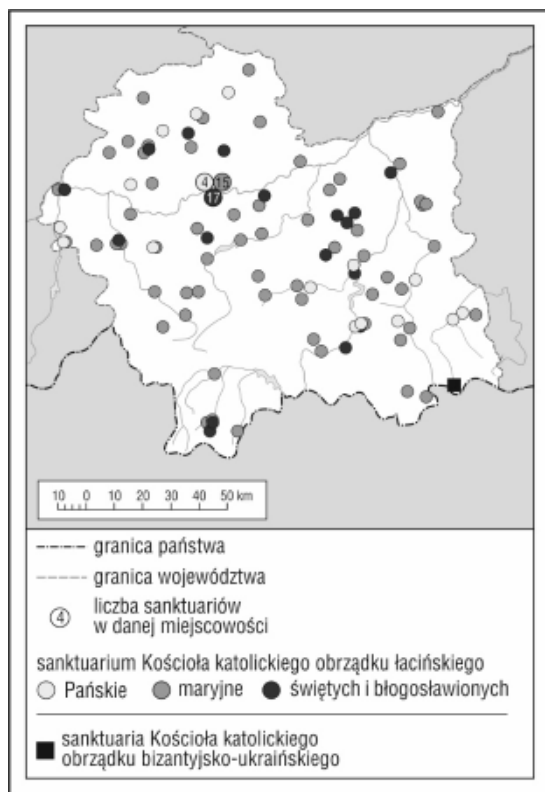 4 15
17
10 0 10 20 30 40 50 km
granica państwa
granica województwa
4 liczba sanktuariów
w danej miejscowości
sanktuarium Kościoła katolickiego obrządku łacińskiego
Pańskie maryjne świętych i błogosławionych
sanktuaria Kościoła katolickiego
obrządku bizantyjsko-ukraińskiego